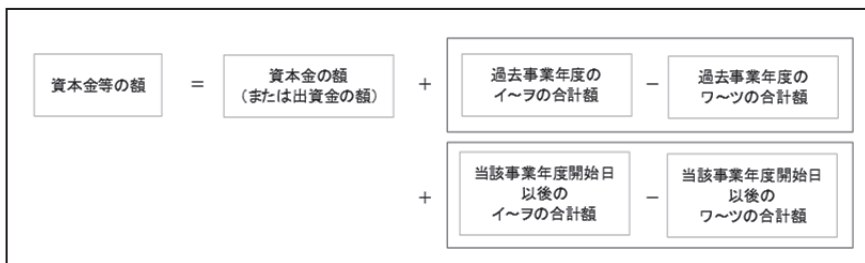 資本金等の額
=
資本金の額
(または出資金の額)
+
過去事業年度の
イ～ヲの合計額
−
過去事業年度の
ワ～ツの合計額
+
当該事業年度開始日
以後の
イ～ヲの合計額
−
当該事業年度開始日
以後の
ワ～ツの合計額